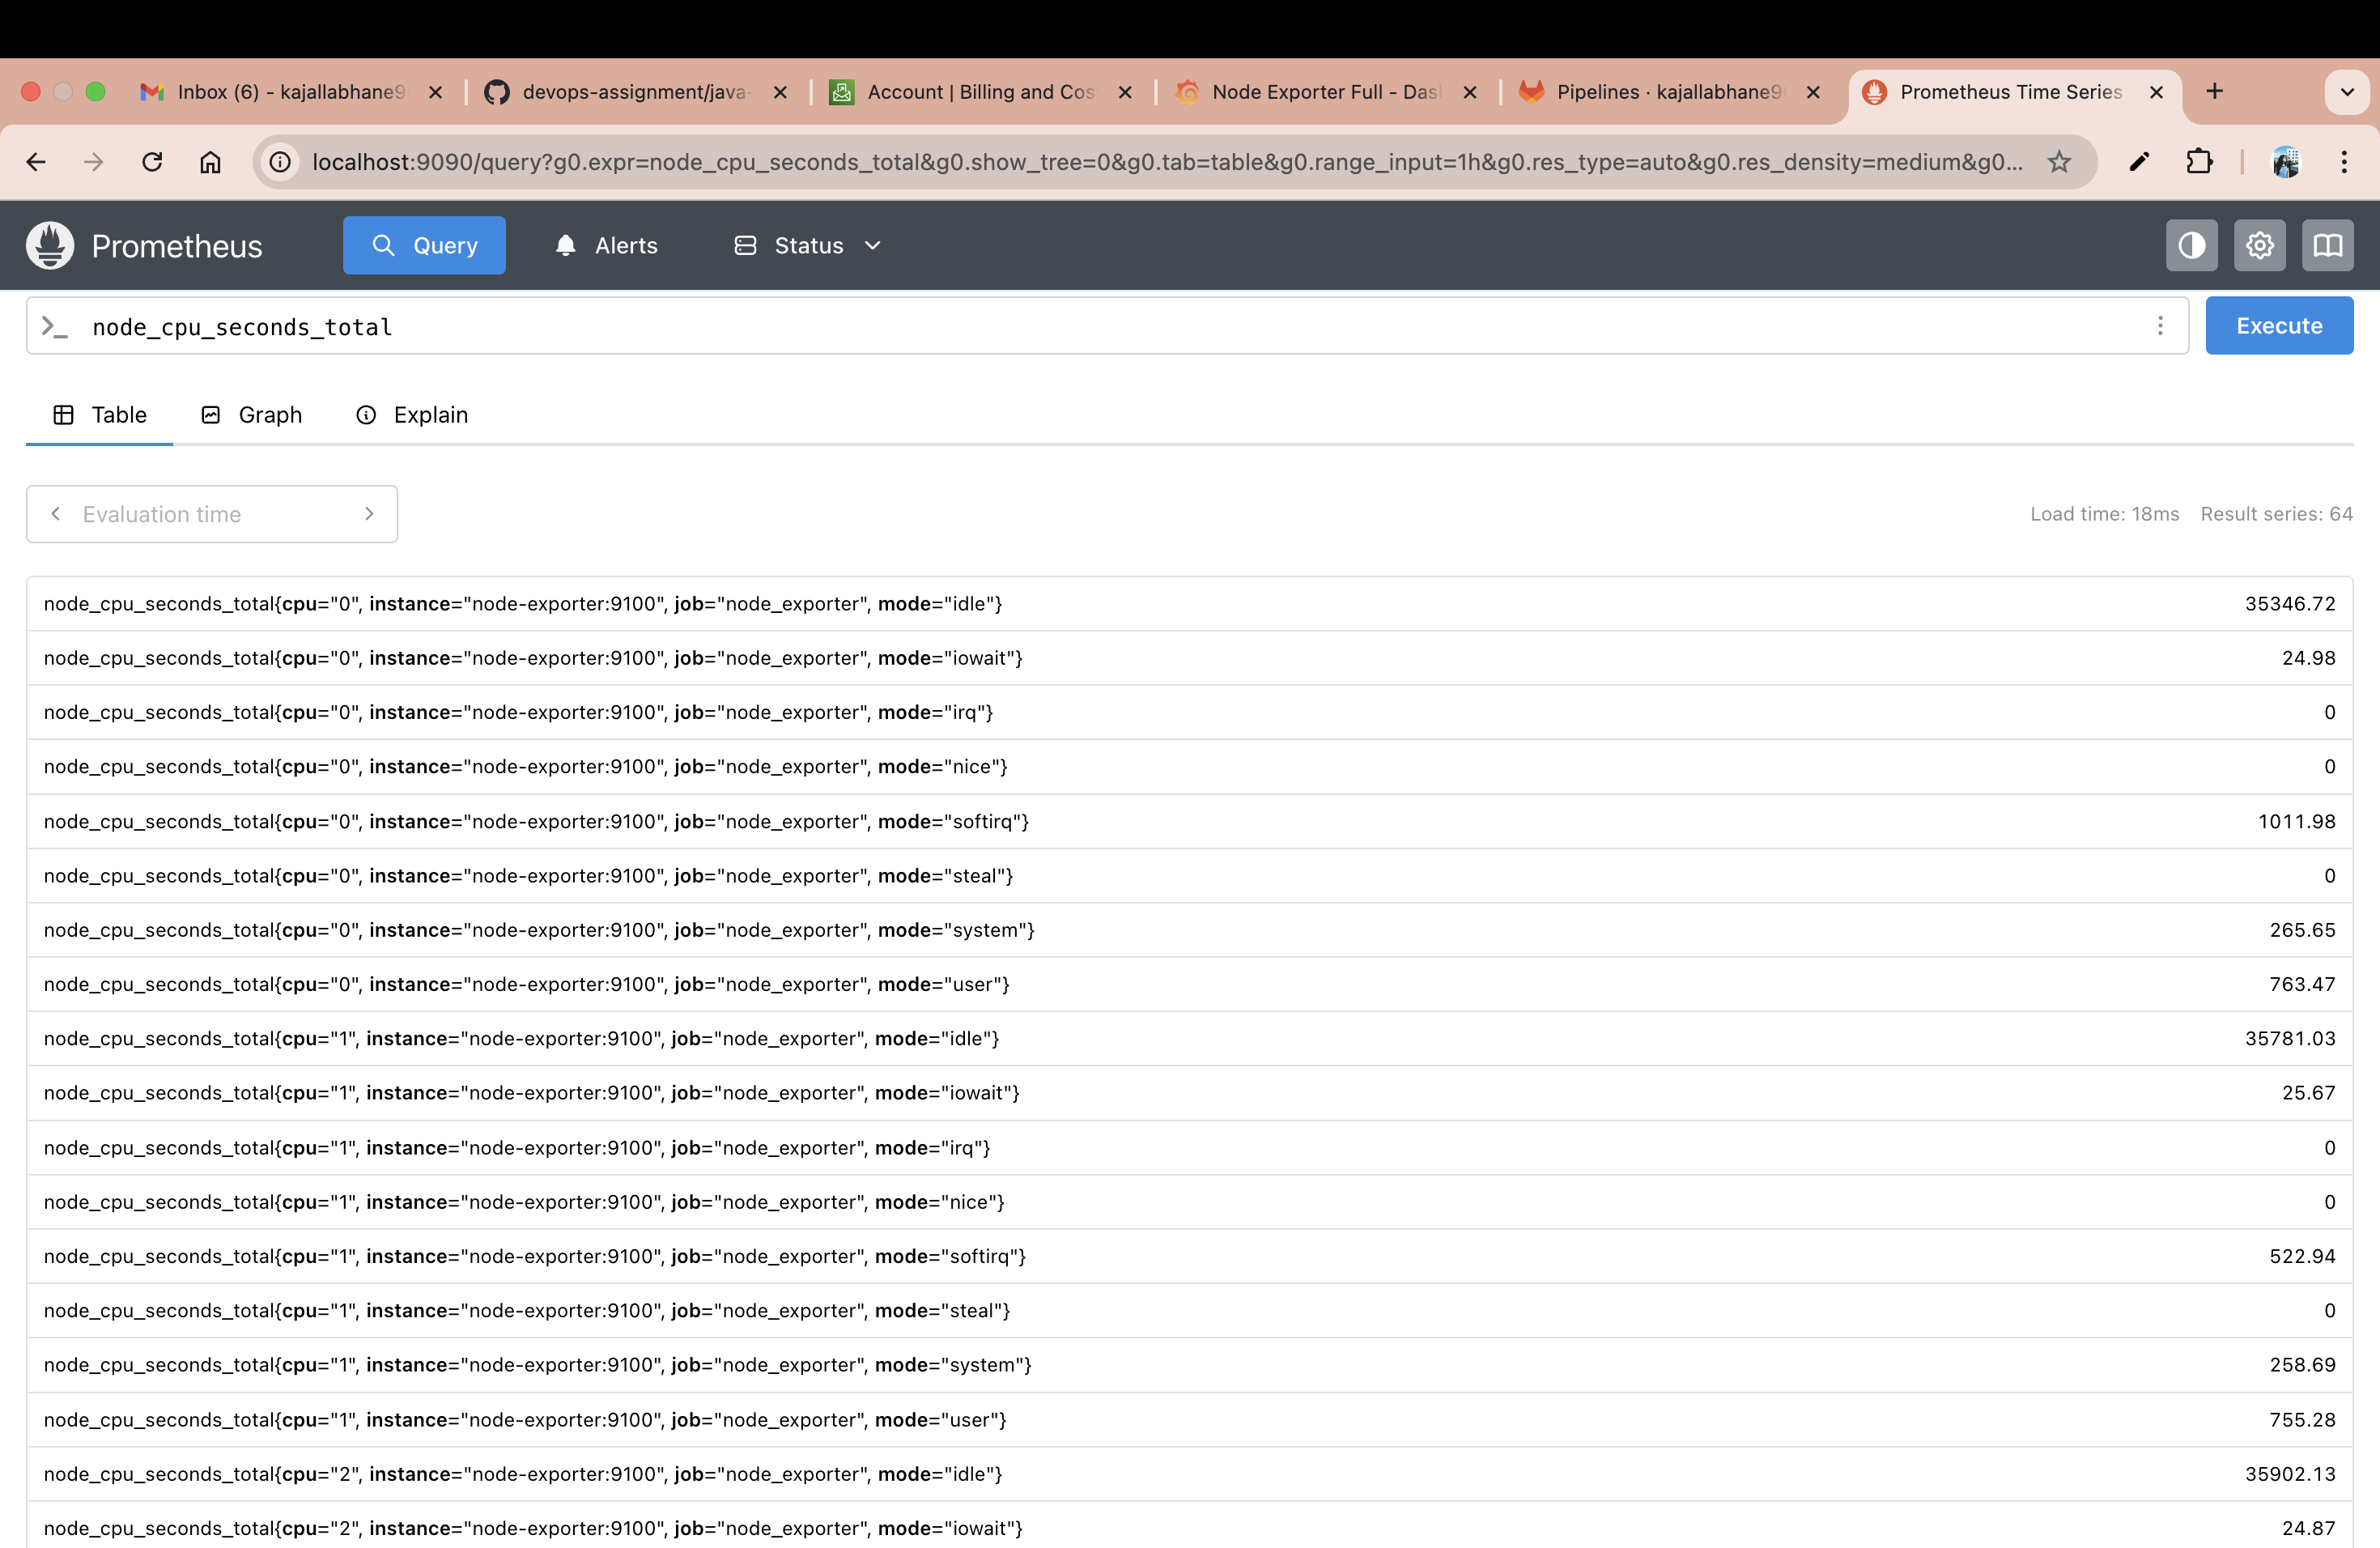 Inbox (6) - kajallabhane9 devops-assignment/java- Account | Billing and Cos Node Exporter Full - Das Pipelines · kajallabhane9 Prometheus Time Series
localhost:9090/query?g0.expr=node_cpu_seconds_total&g0.show_tree=0&g0.tab=table&g0.range_input=1h&g0.res_type=auto&g0.res_density=medium&g0...
Prometheus Query Alerts Status
node_cpu_seconds_total Execute
Table Graph Explain
Evaluation time Load time: 18ms Result series: 64
node_cpu_seconds_total{cpu="0", instance="node-exporter:9100", job="node_exporter", mode="idle"} 35346.72
node_cpu_seconds_total{cpu="0", instance="node-exporter:9100", job="node_exporter", mode="iowait"} 24.98
node_cpu_seconds_total{cpu="0", instance="node-exporter:9100", job="node_exporter", mode="irq"} 0
node_cpu_seconds_total{cpu="0", instance="node-exporter:9100", job="node_exporter", mode="nice"} 0
node_cpu_seconds_total{cpu="0", instance="node-exporter:9100", job="node_exporter", mode="softirq"} 1011.98
node_cpu_seconds_total{cpu="0", instance="node-exporter:9100", job="node_exporter", mode="steal"} 0
node_cpu_seconds_total{cpu="0", instance="node-exporter:9100", job="node_exporter", mode="system"} 265.65
node_cpu_seconds_total{cpu="0", instance="node-exporter:9100", job="node_exporter", mode="user"} 763.47
node_cpu_seconds_total{cpu="1", instance="node-exporter:9100", job="node_exporter", mode="idle"} 35781.03
node_cpu_seconds_total{cpu="1", instance="node-exporter:9100", job="node_exporter", mode="iowait"} 25.67
node_cpu_seconds_total{cpu="1", instance="node-exporter:9100", job="node_exporter", mode="irq"} 0
node_cpu_seconds_total{cpu="1", instance="node-exporter:9100", job="node_exporter", mode="nice"} 0
node_cpu_seconds_total{cpu="1", instance="node-exporter:9100", job="node_exporter", mode="softirq"} 522.94
node_cpu_seconds_total{cpu="1", instance="node-exporter:9100", job="node_exporter", mode="steal"} 0
node_cpu_seconds_total{cpu="1", instance="node-exporter:9100", job="node_exporter", mode="system"} 258.69
node_cpu_seconds_total{cpu="1", instance="node-exporter:9100", job="node_exporter", mode="user"} 755.28
node_cpu_seconds_total{cpu="2", instance="node-exporter:9100", job="node_exporter", mode="idle"} 35902.13
node_cpu_seconds_total{cpu="2", instance="node-exporter:9100", job="node_exporter", mode="iowait"} 24.87